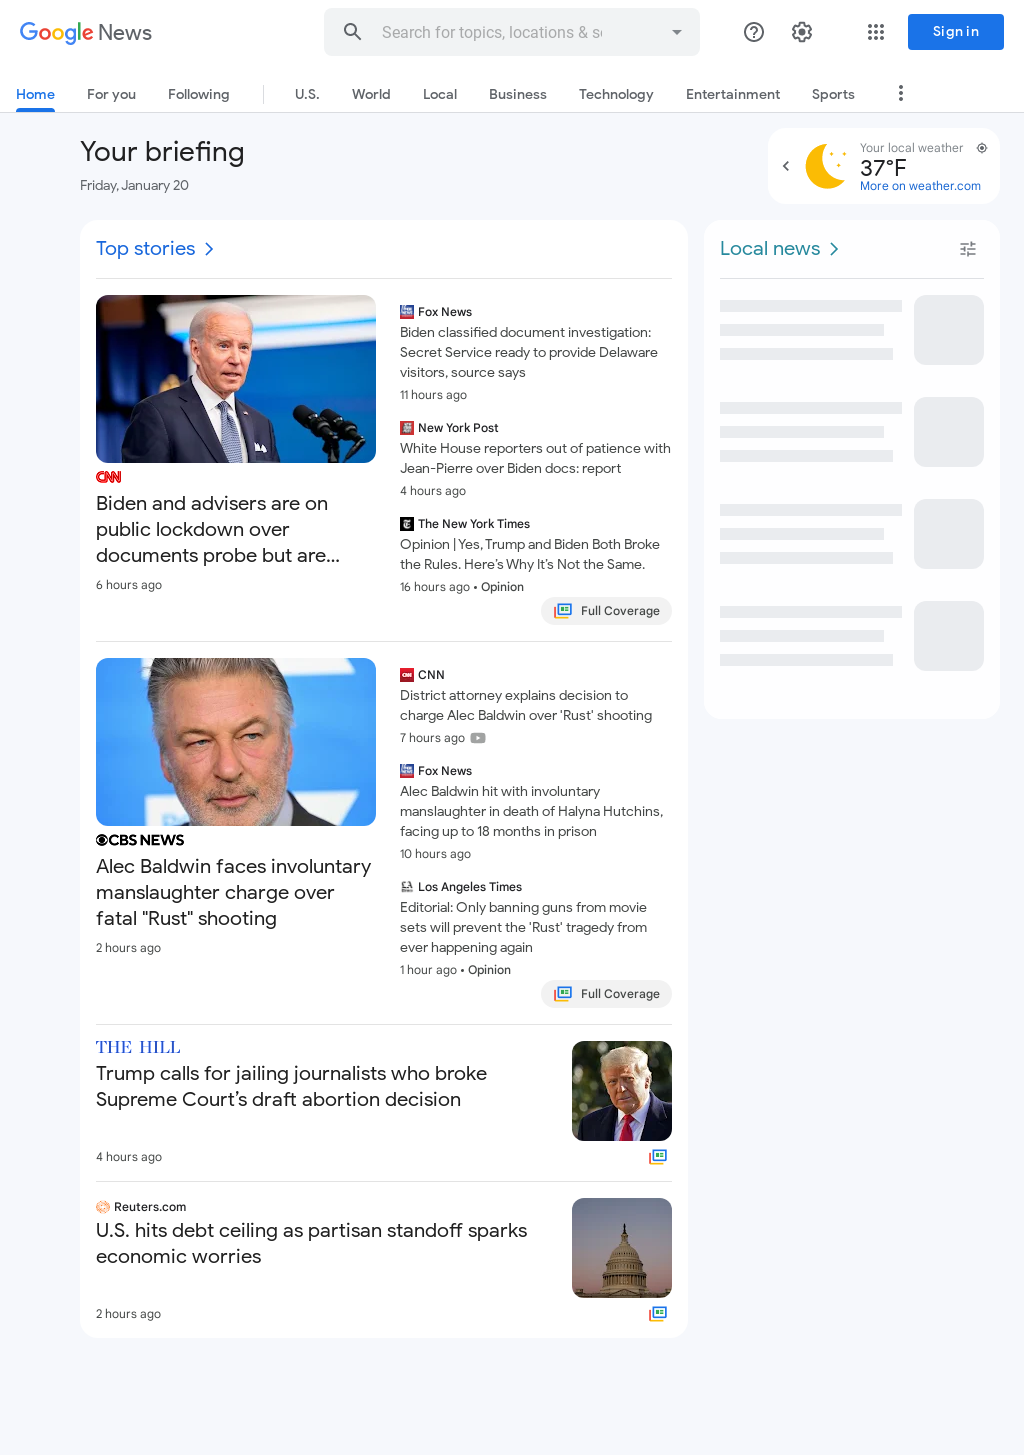 Google News
Search for topics, locations & so
Sign in
Home
For you
Following
U.S.
World
Local
Business
Technology
Entertainment
Sports
Your briefing
Friday, January 20
Your local weather
37°F
More on weather.com
Top stories
Local news
CNN
Biden and advisers are on
public lockdown over
documents probe but are...
6 hours ago
Fox News
Biden classified document investigation:
Secret Service ready to provide Delaware
visitors, source says
11 hours ago
New York Post
White House reporters out of patience with
Jean-Pierre over Biden docs: report
4 hours ago
The New York Times
Opinion | Yes, Trump and Biden Both Broke
the Rules. Here’s Why It’s Not the Same.
16 hours ago • Opinion
Full Coverage
CBS NEWS
Alec Baldwin faces involuntary
manslaughter charge over
fatal "Rust" shooting
2 hours ago
CNN
District attorney explains decision to
charge Alec Baldwin over 'Rust' shooting
7 hours ago
Fox News
Alec Baldwin hit with involuntary
manslaughter in death of Halyna Hutchins,
facing up to 18 months in prison
10 hours ago
Los Angeles Times
Editorial: Only banning guns from movie
sets will prevent the 'Rust' tragedy from
ever happening again
1 hour ago • Opinion
Full Coverage
THE HILL
Trump calls for jailing journalists who broke
Supreme Court’s draft abortion decision
4 hours ago
Reuters.com
U.S. hits debt ceiling as partisan standoff sparks
economic worries
2 hours ago